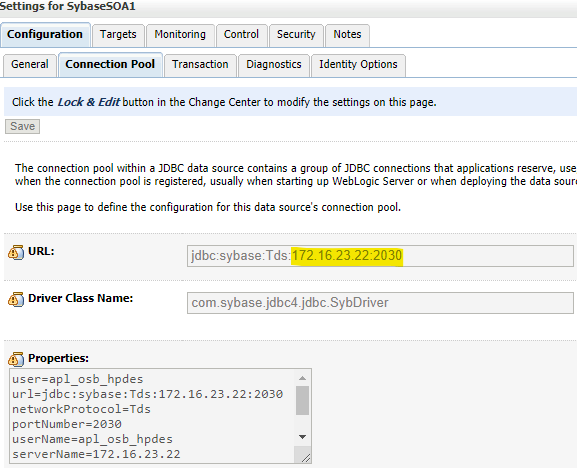 Settings for SybaseSOA1
Configuration Targets Monitoring Control Security Notes
General Connection Pool Transaction Diagnostics Identity Options
Click the Lock & Edit button in the Change Center to modify the settings on this page.
Save
The connection pool within a JDBC data source contains a group of JDBC connections that applications reserve, use
when the connection pool is registered, usually when starting up WebLogic Server or when deploying the data sour
Use this page to define the configuration for this data source's connection pool.
URL: jdbc:sybase:Tds:172.16.23.22:2030
Driver Class Name: com.sybase.jdbc4.jdbc.SybDriver
Properties:
user=apl_osb_hpdes
url=jdbc:sybase:Tds:172.16.23.22:2030
networkProtocol=Tds
portNumber=2030
userName=apl_osb_hpdes
serverName=172.16.23.22